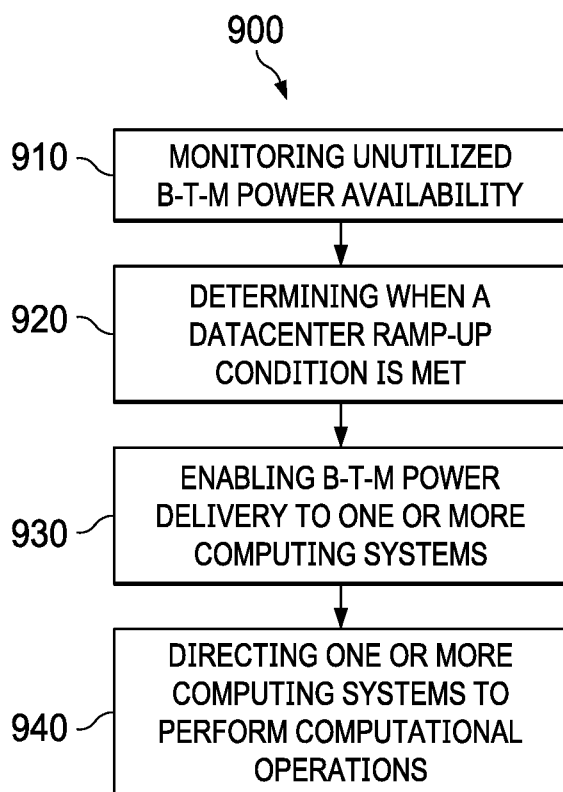 900
910
MONITORING UNUTILIZED
B-T-M POWER AVAILABILITY
920
DETERMINING WHEN A
DATACENTER RAMP-UP
CONDITION IS MET
930
ENABLING B-T-M POWER
DELIVERY TO ONE OR MORE
COMPUTING SYSTEMS
940
DIRECTING ONE OR MORE
COMPUTING SYSTEMS TO
PERFORM COMPUTATIONAL
OPERATIONS